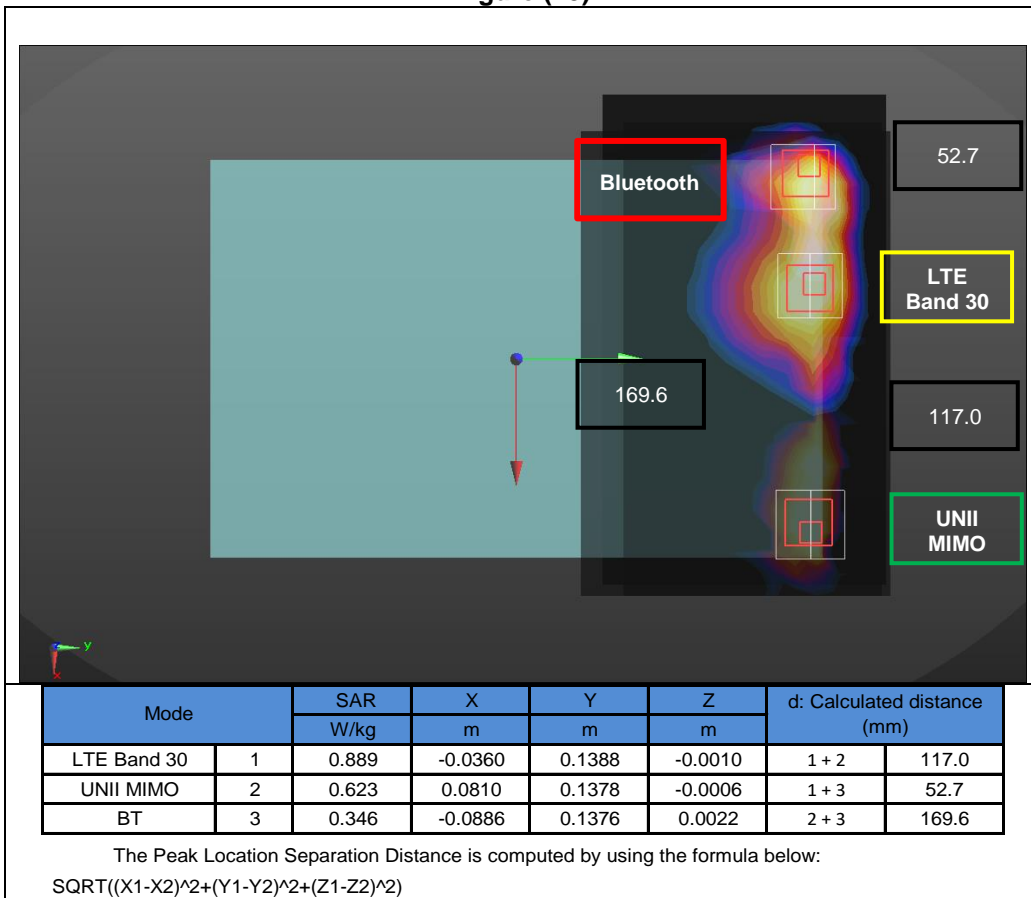 52.7
Bluetooth
LTE
Band 30
169.6
117.0
UNII
MIMO
y
x
Mode SAR X Y Z d: Calculated distance
W/kg m m m (mm)
LTE Band 30 1 0.889 -0.0360 0.1388 -0.0010 1 + 2 117.0
UNII MIMO 2 0.623 0.0810 0.1378 -0.0006 1 + 3 52.7
BT 3 0.346 -0.0886 0.1376 0.0022 2 + 3 169.6
The Peak Location Separation Distance is computed by using the formula below:
SQRT((X1-X2)^2+(Y1-Y2)^2+(Z1-Z2)^2)